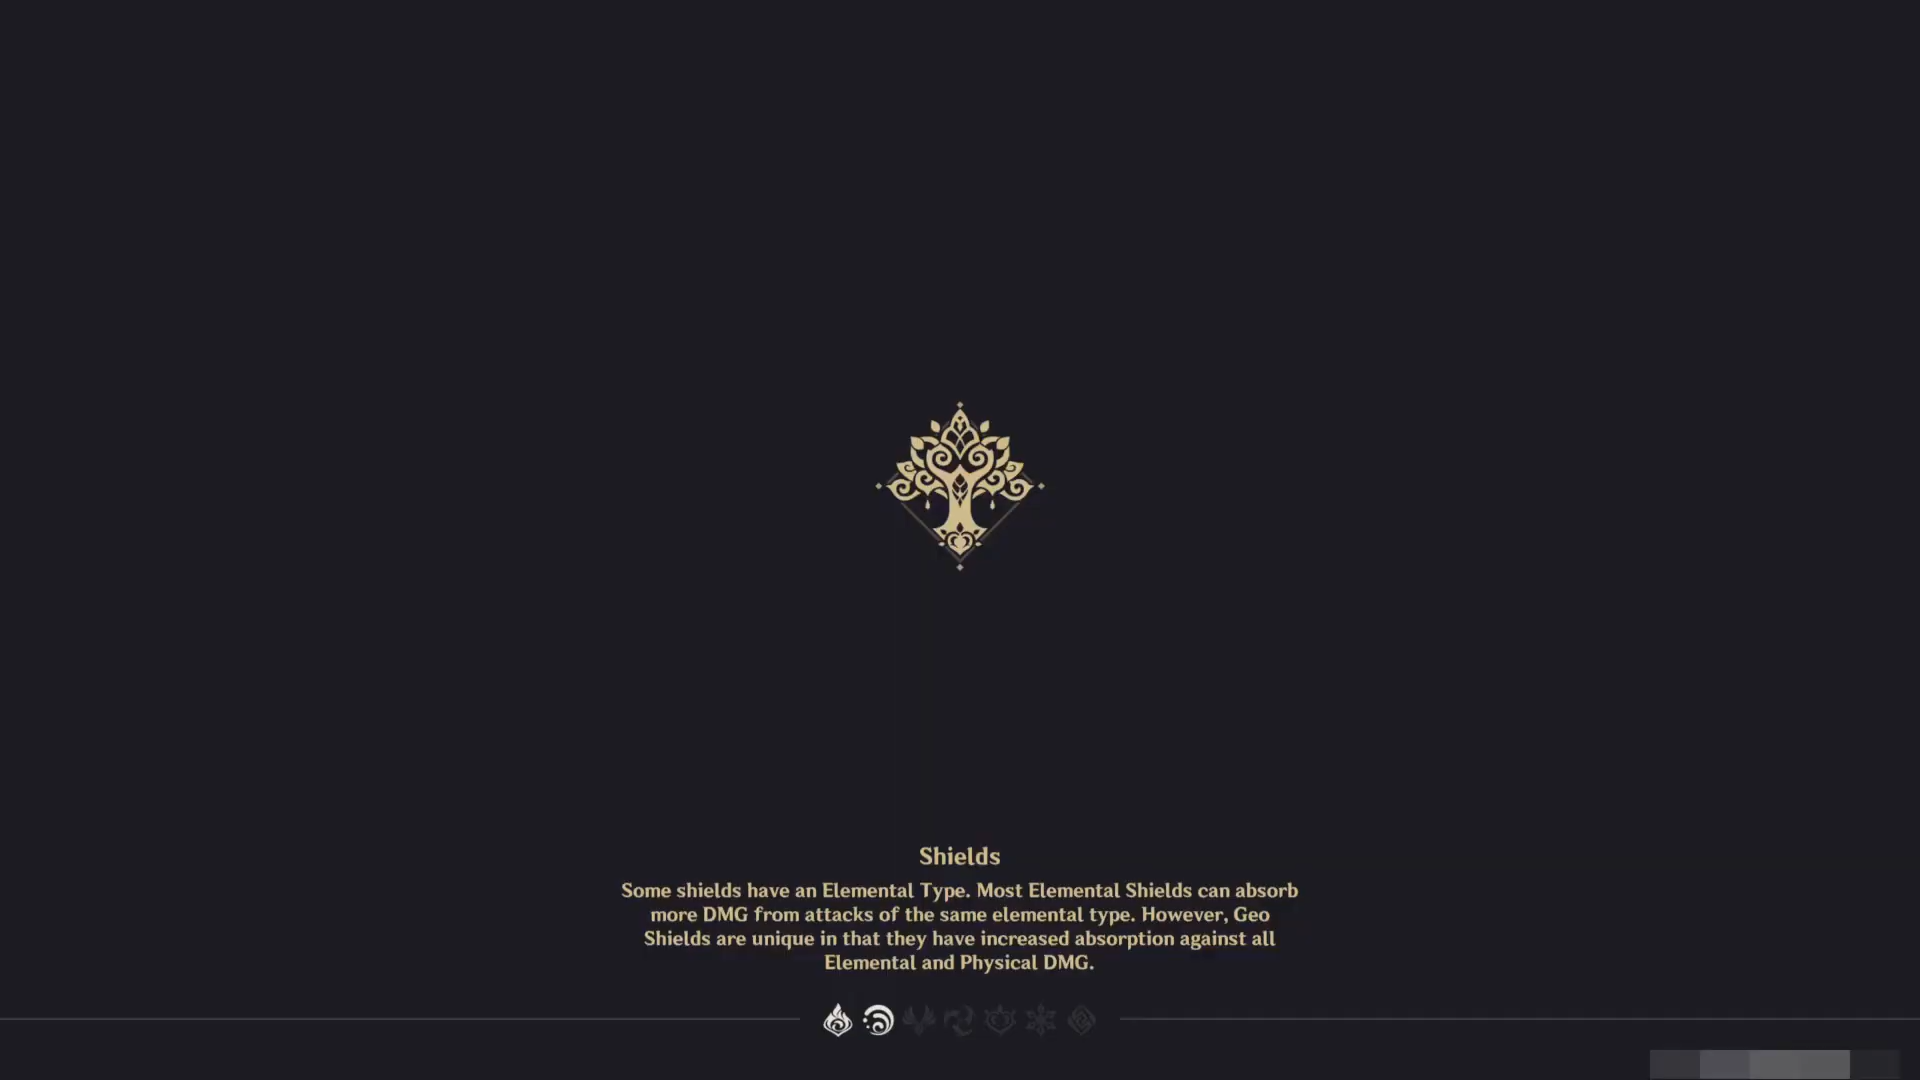 Shields
Some shields have an Elemental Type. Most Elemental Shields can absorb
more DMG from attacks of the same elemental type. However, Geo
Shields are unique in that they have increased absorption against all
Elemental and Physical DMG.